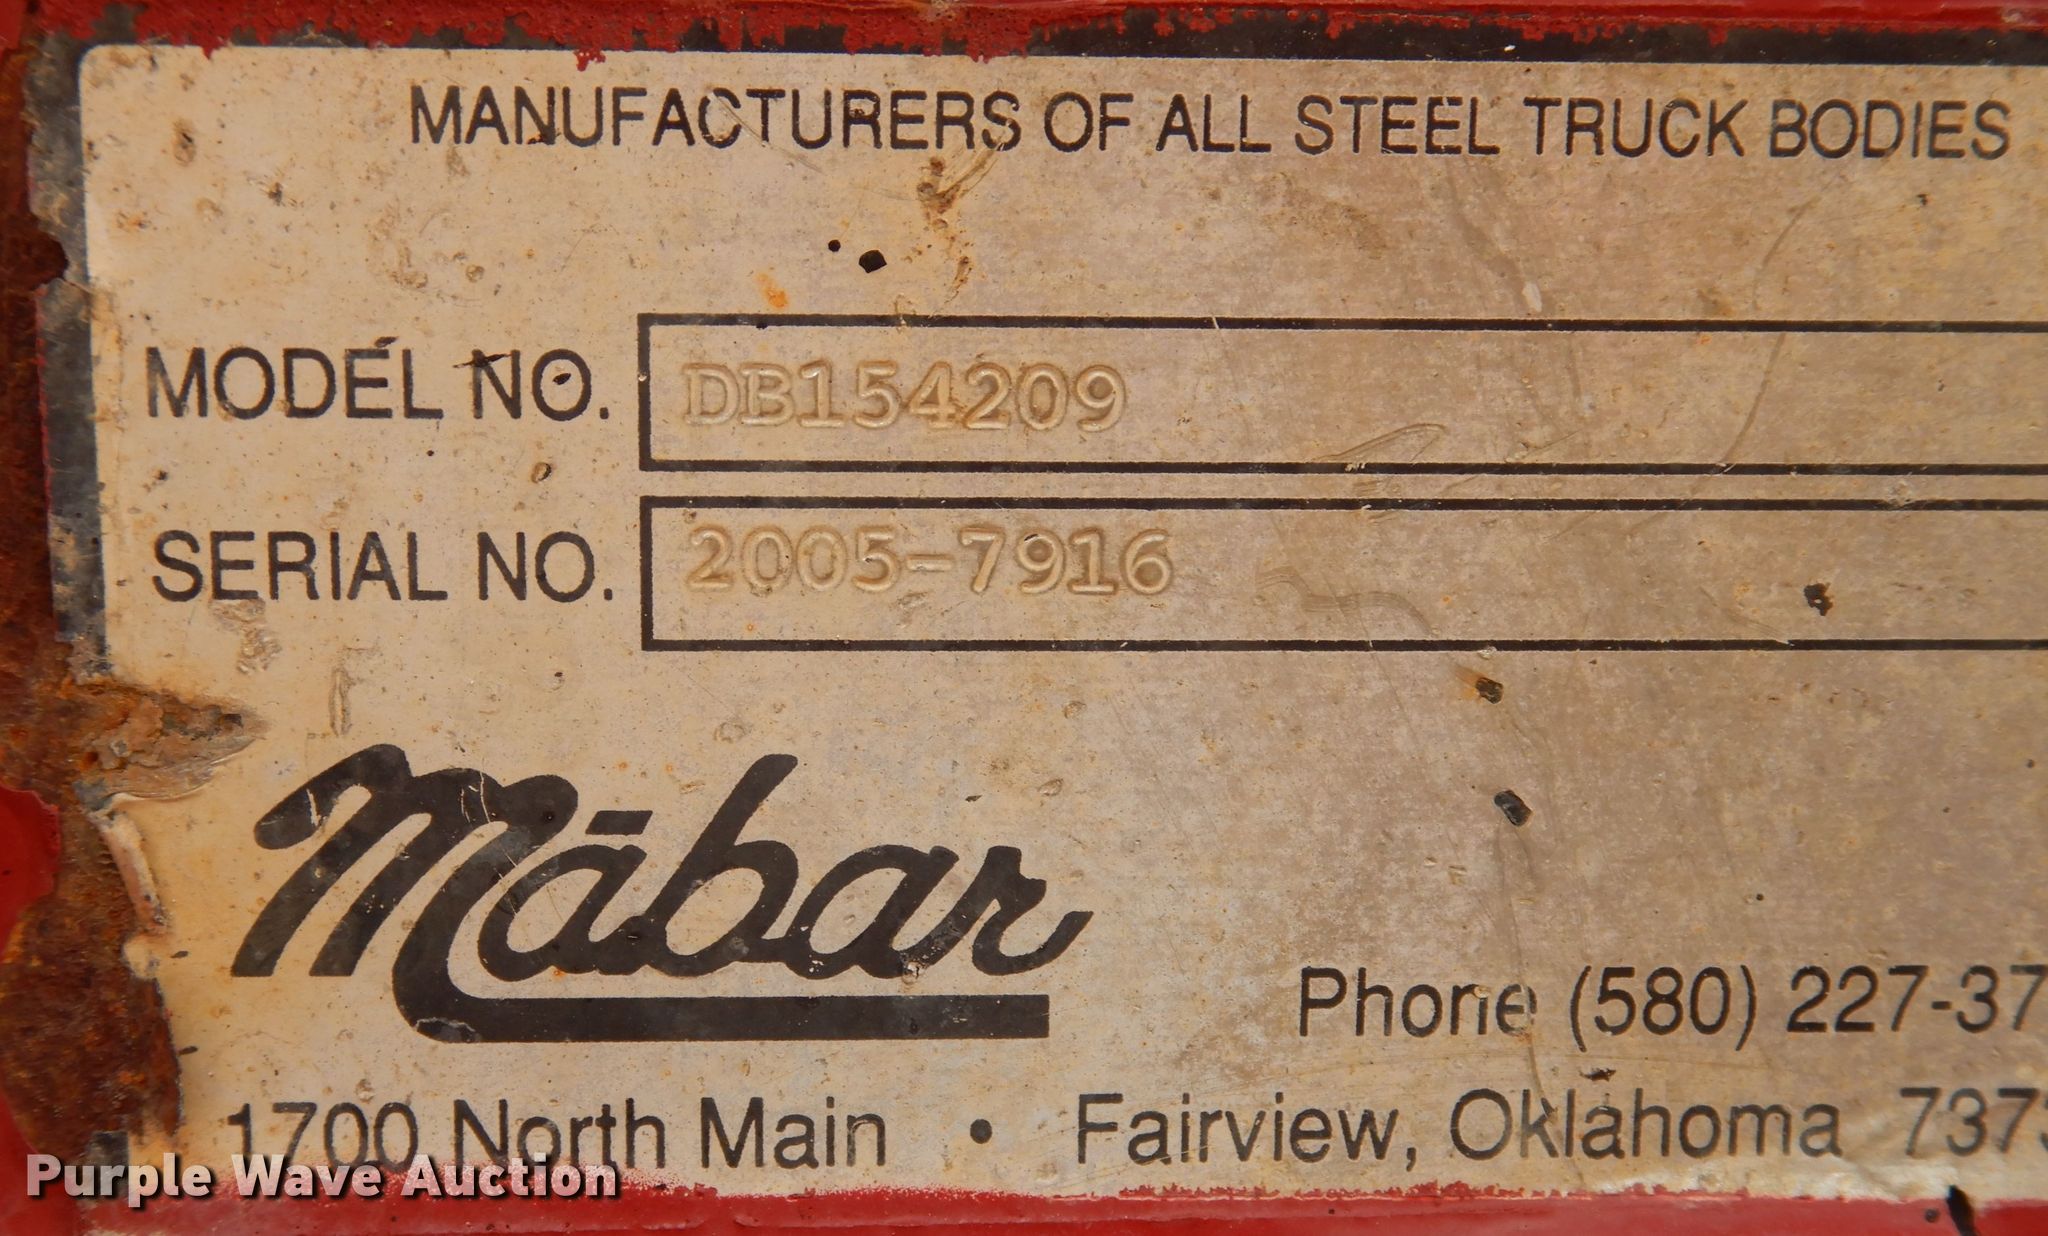 MANUFACTURERS OF ALL STEEL TRUCK BODIES
MODEL NO. DB154209
SERIAL NO. 2005-7916
Mābar
Phone (580) 227-37
1700 North Main • Fairview, Oklahoma 7373
Purple Wave Auction